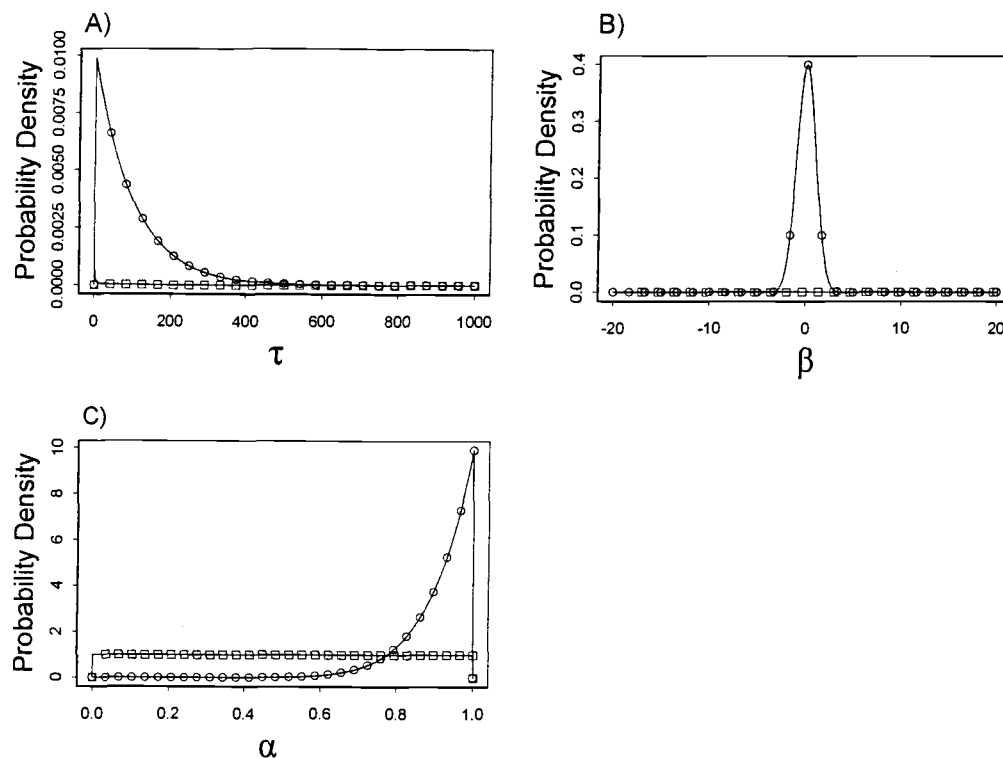 A)
Probability Density
0.0000 0.0025 0.0050 0.0075 0.0100
0 200 400 600 800 1000
τ
B)
Probability Density
0.0 0.1 0.2 0.3 0.4
-20 -10 0 10 20
β
C)
Probability Density
0 2 4 6 8 10
0.0 0.2 0.4 0.6 0.8 1.0
α